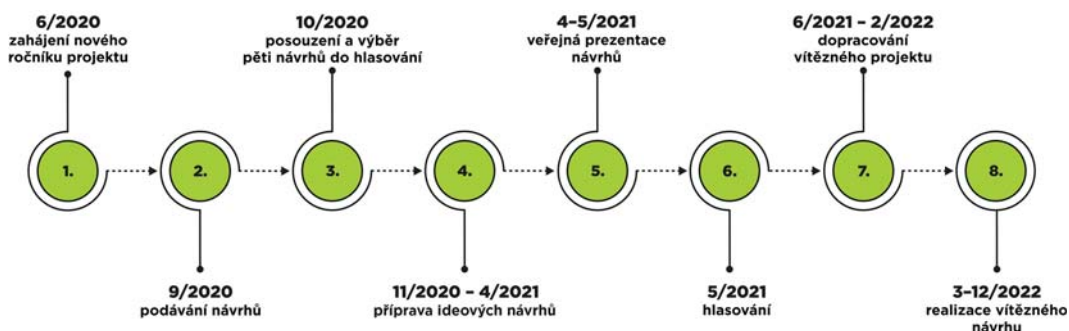 6/2020
zahájení nového
ročníku projektu
10/2020
posouzení a výběr
pěti návrhů do hlasování
4–5/2021
veřejná prezentace
návrhů
6/2021 – 2/2022
dopracování
vítězného projektu
1.
2.
3.
4.
5.
6.
7.
8.
9/2020
podávání návrhů
11/2020 – 4/2021
příprava ideových návrhů
5/2021
hlasování
3–12/2022
realizace vítězného
návrhu